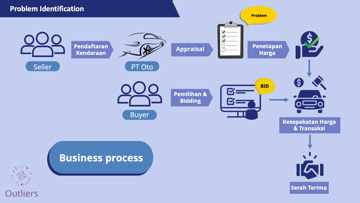 Problem Identification
Problem
Pendaftaran
Kendaraan
Appraisal
Penetapan
Harga
Seller
PT Oto
Pemilihan &
Bidding
BID
Buyer
Kesepakatan Harga
& Transaksi
Business process
Serah Terima
Outliers